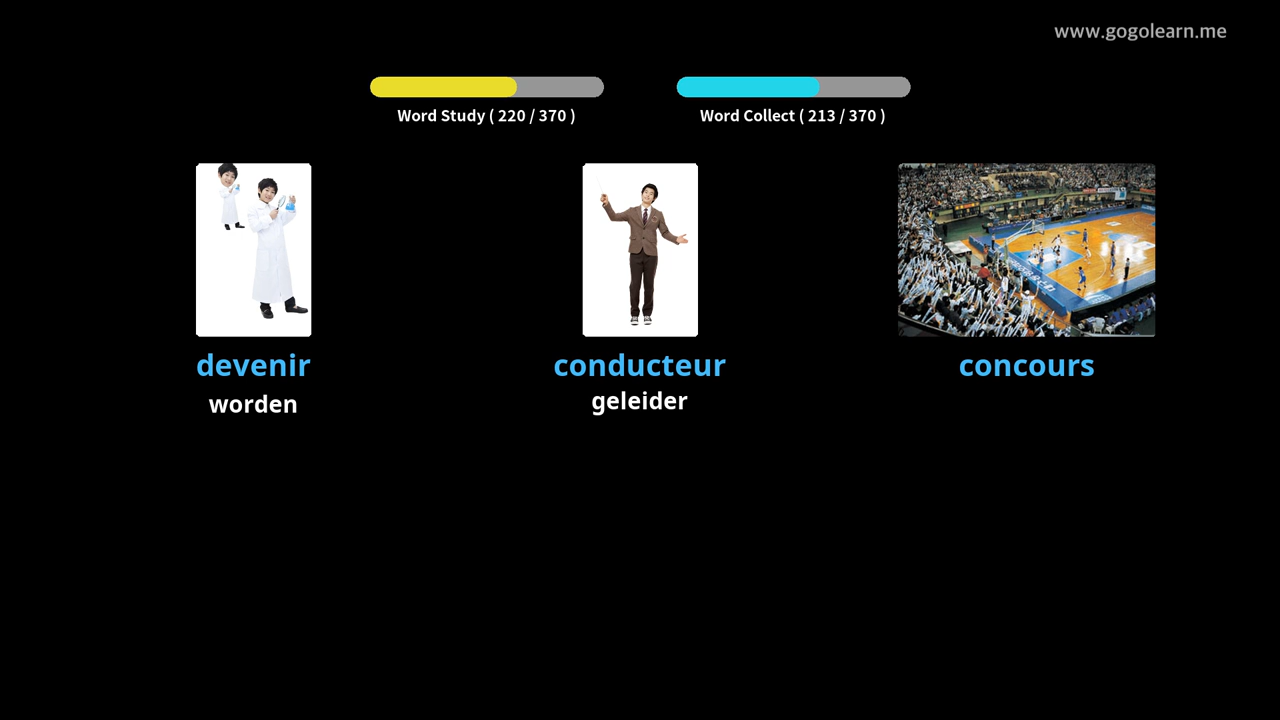 www.gogolearn.me
Word Study ( 220 / 370 )
Word Collect ( 213 / 370 )
devenir
worden
conducteur
geleider
concours